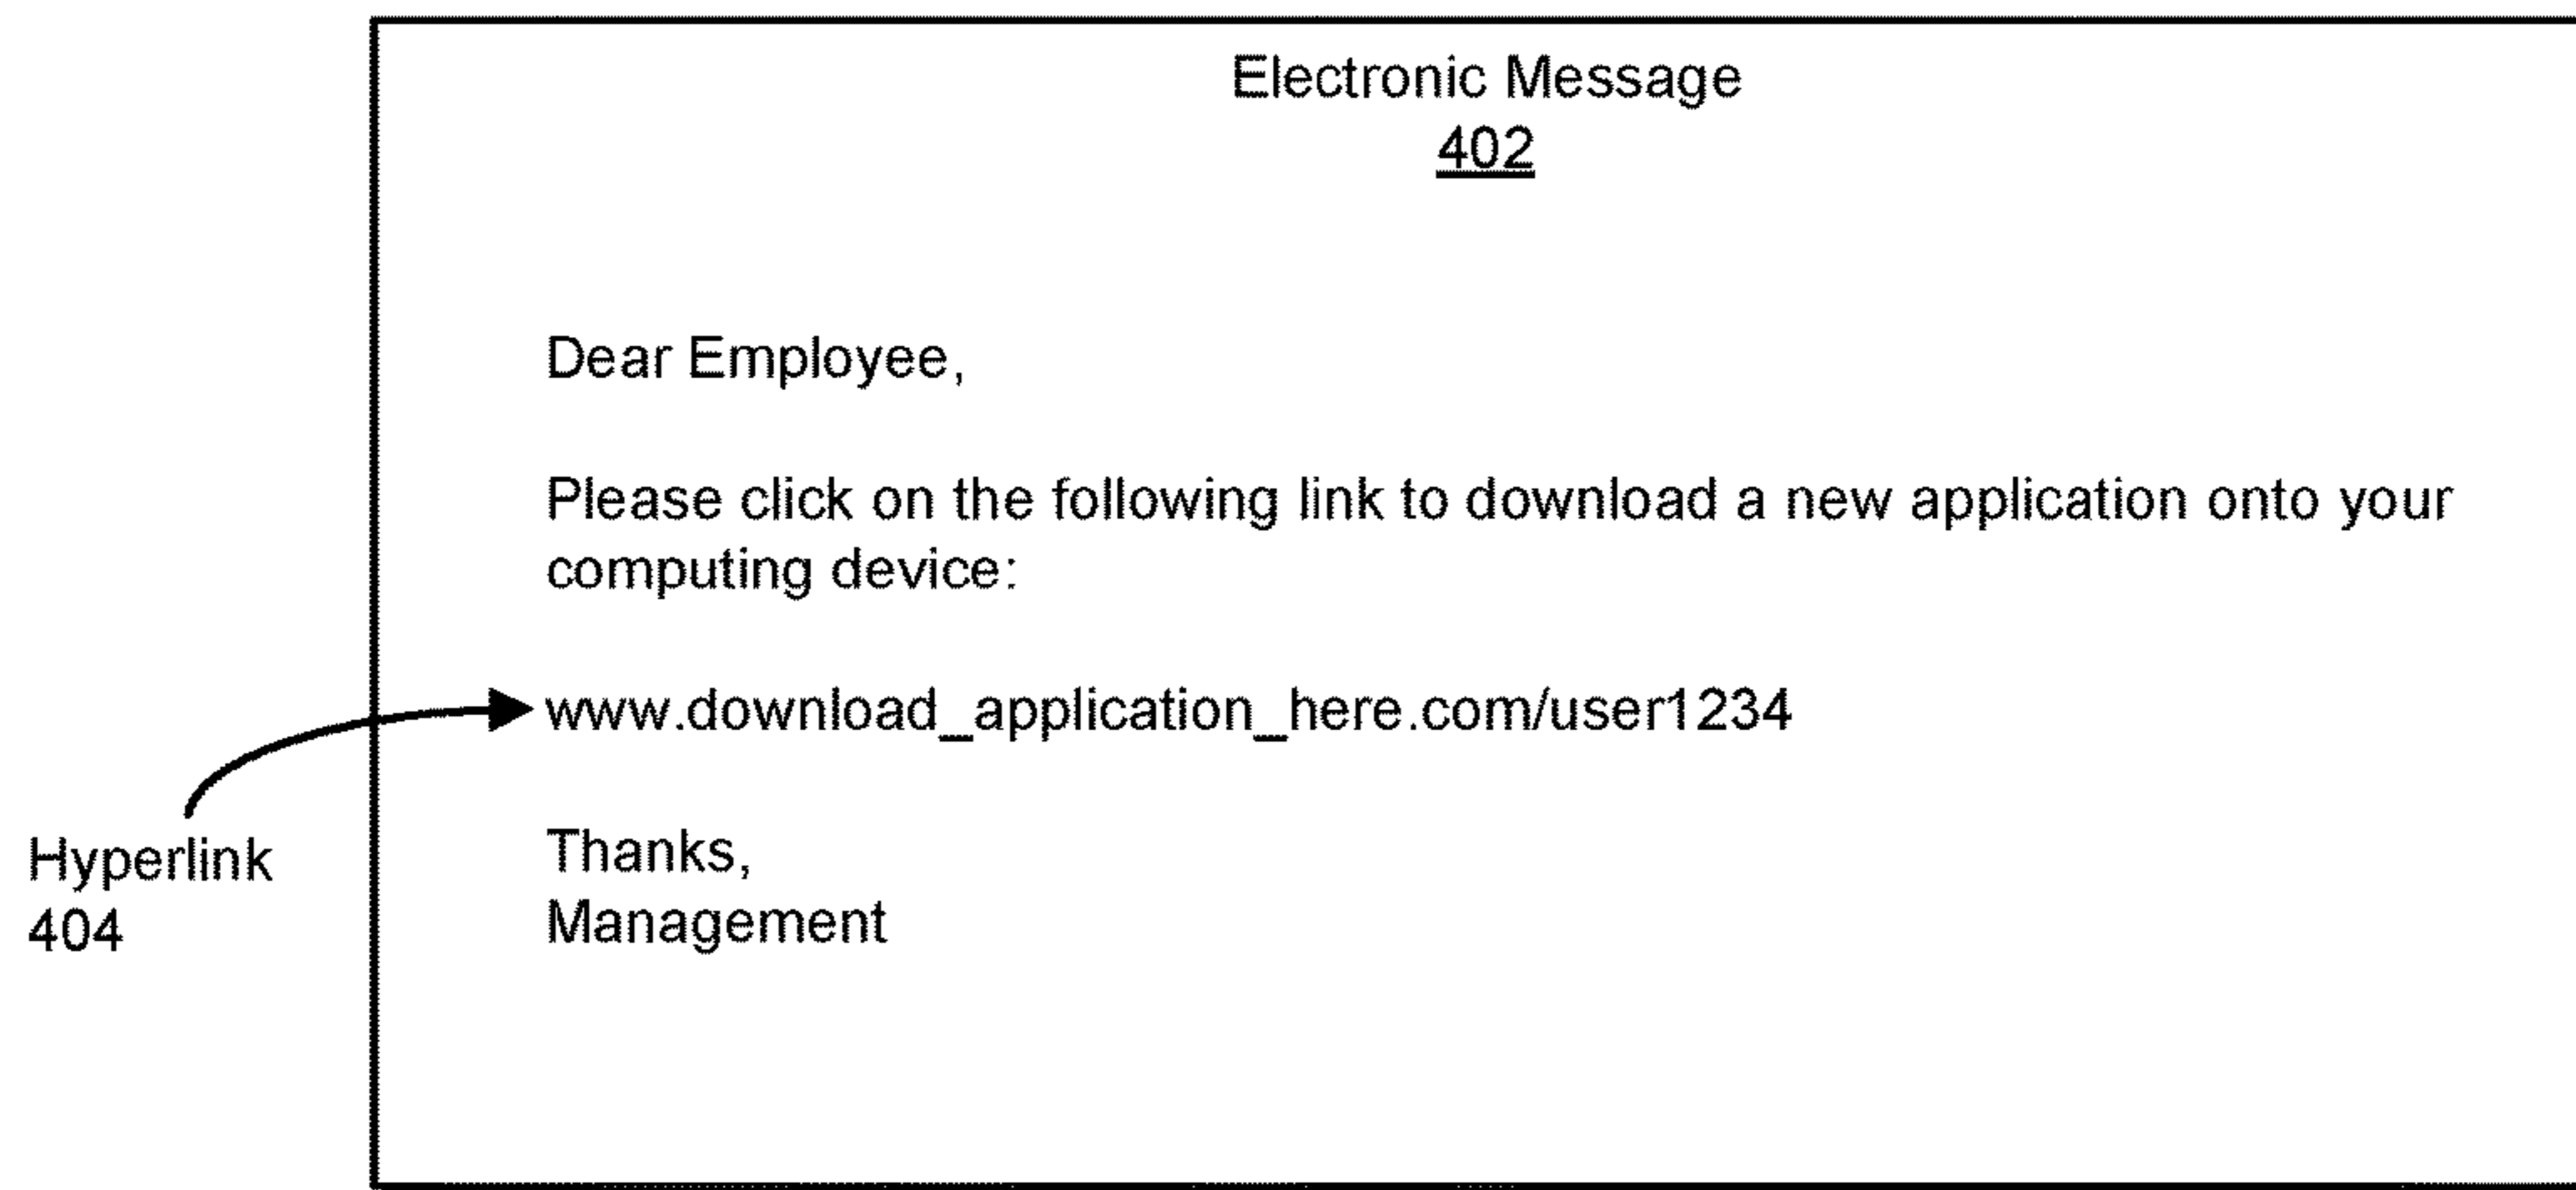 Electronic Message
402
Dear Employee,
Please click on the following link to download a new application onto your
computing device:
www.download_application_here.com/user1234
Thanks,
Management
Hyperlink
404